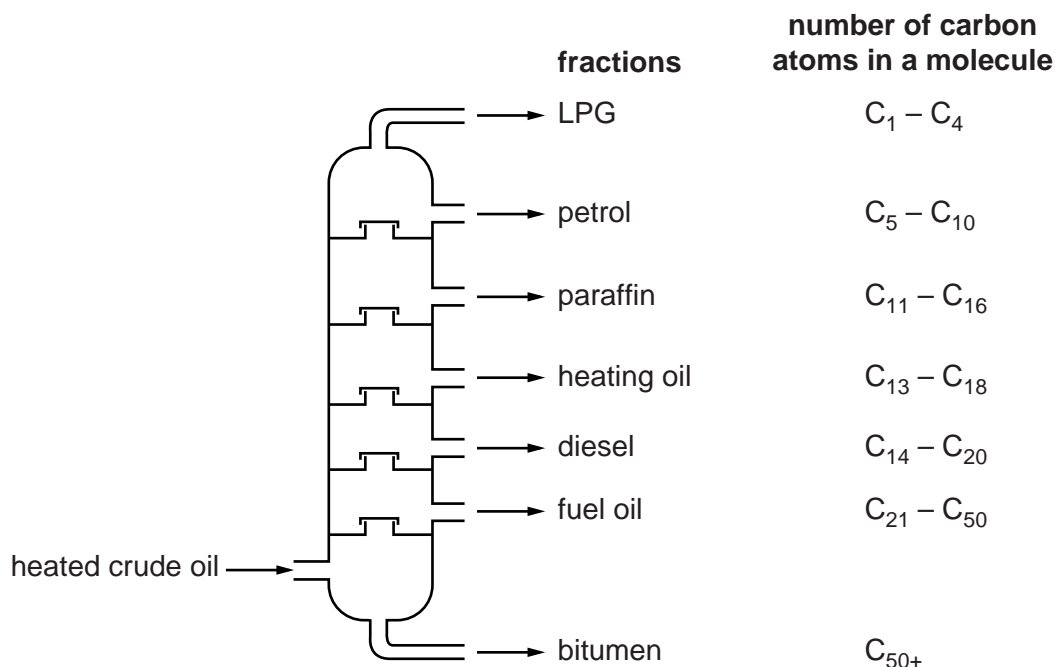 number of carbon
fractions atoms in a molecule
LPG C₁ – C₄
petrol C₅ – C₁₀
paraffin C₁₁ – C₁₆
heating oil C₁₃ – C₁₈
diesel C₁₄ – C₂₀
fuel oil C₂₁ – C₅₀
heated crude oil
bitumen C₅₀₊